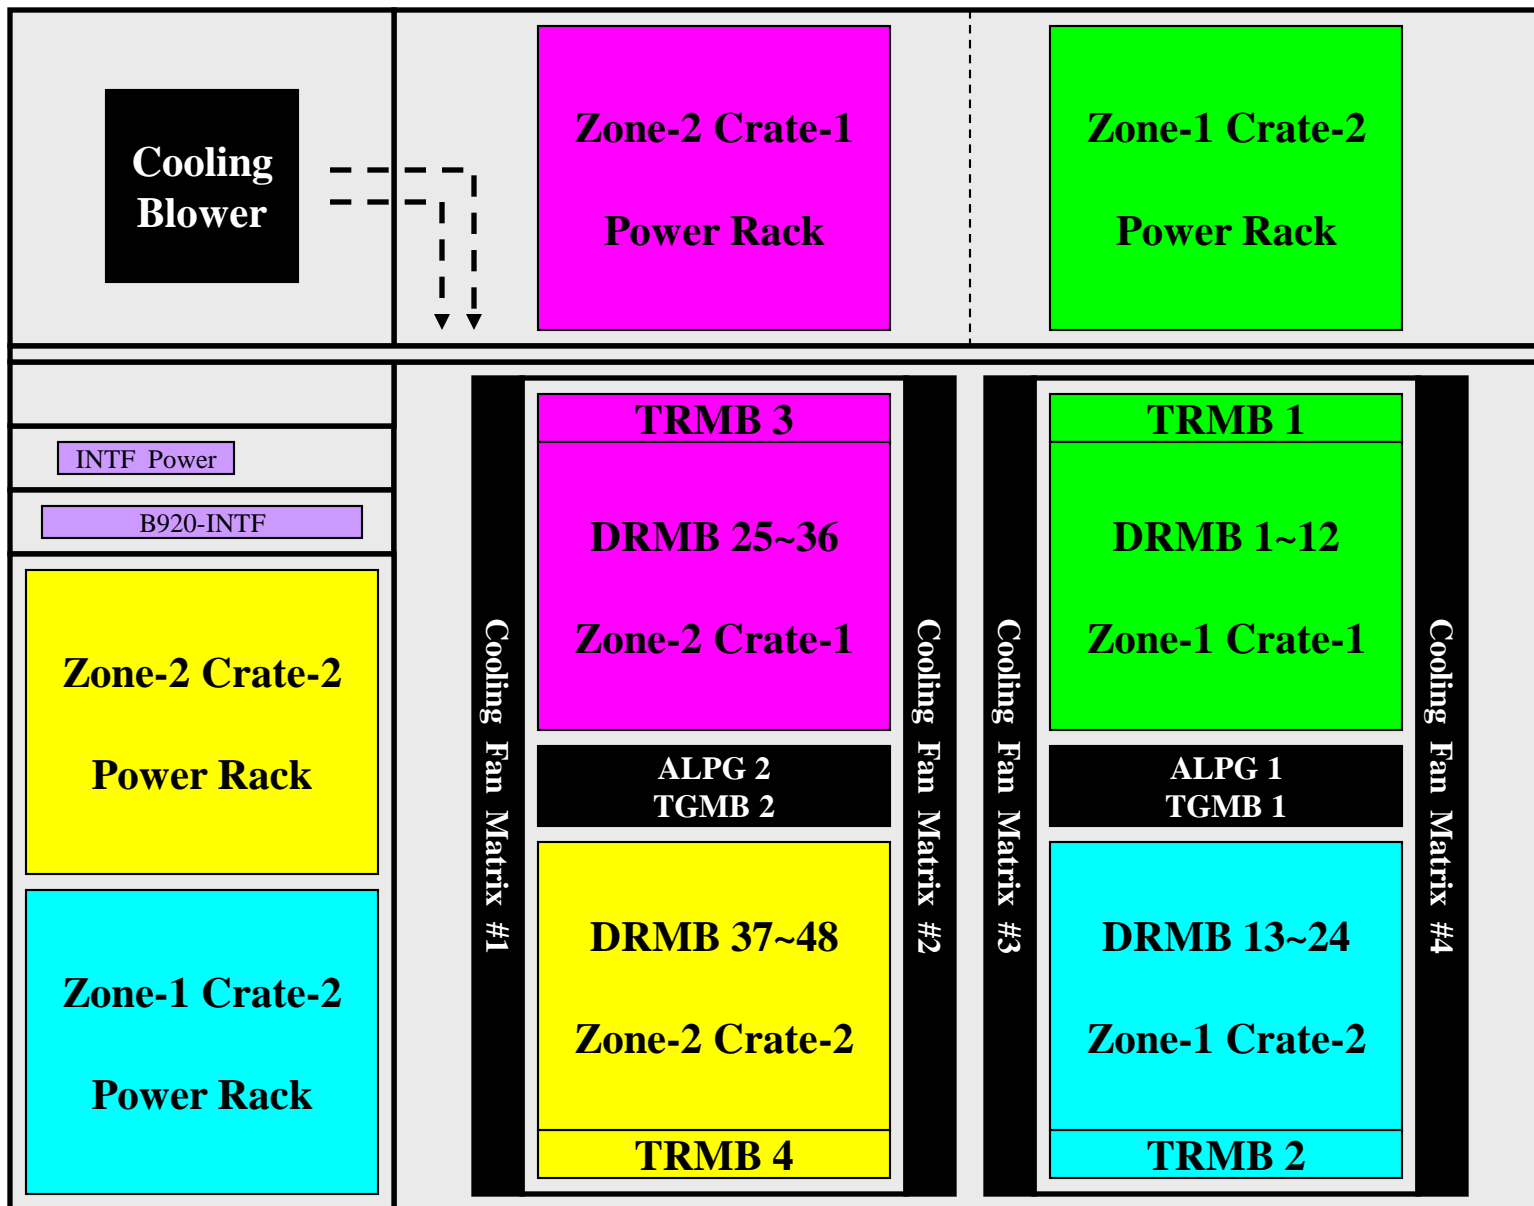 Cooling
Blower
Zone-2 Crate-1
Power Rack
Zone-1 Crate-2
Power Rack
INTF Power
B920-INTF
Zone-2 Crate-2
Power Rack
Zone-1 Crate-2
Power Rack
Cooling Fan Matrix #1
TRMB 3
DRMB 25~36
Zone-2 Crate-1
ALPG 2
TGMB 2
DRMB 37~48
Zone-2 Crate-2
TRMB 4
Cooling Fan Matrix #2
Cooling Fan Matrix #3
TRMB 1
DRMB 1~12
Zone-1 Crate-1
ALPG 1
TGMB 1
DRMB 13~24
Zone-1 Crate-2
TRMB 2
Cooling Fan Matrix #4